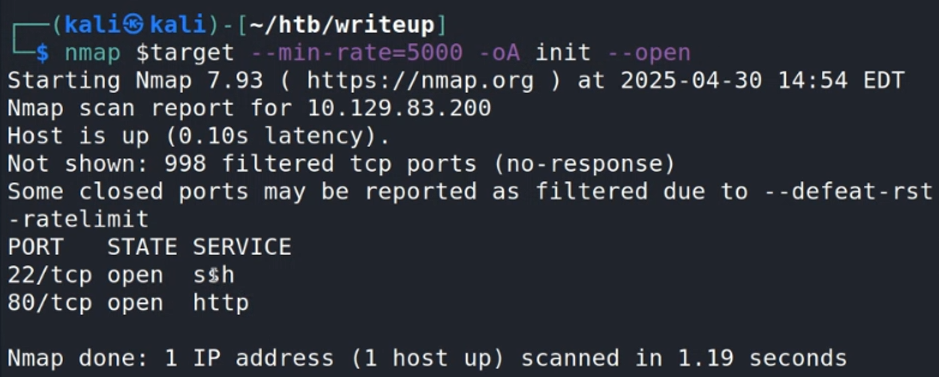 ┌──(kali㉿kali)-[~/htb/writeup]
└─$ nmap $target --min-rate=5000 -oA init --open
Starting Nmap 7.93 ( https://nmap.org ) at 2025-04-30 14:54 EDT
Nmap scan report for 10.129.83.200
Host is up (0.10s latency).
Not shown: 998 filtered tcp ports (no-response)
Some closed ports may be reported as filtered due to --defeat-rst
-ratelimit
PORT   STATE SERVICE
22/tcp open  ssh
80/tcp open  http
Nmap done: 1 IP address (1 host up) scanned in 1.19 seconds